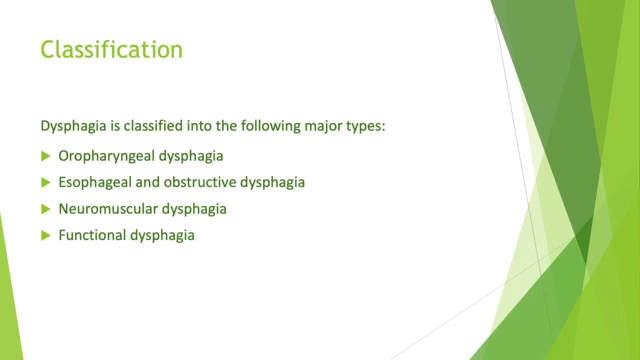 Classification
Dysphagia is classified into the following major types:
Oropharyngeal dysphagia
Esophageal and obstructive dysphagia
Neuromuscular dysphagia
Functional dysphagia